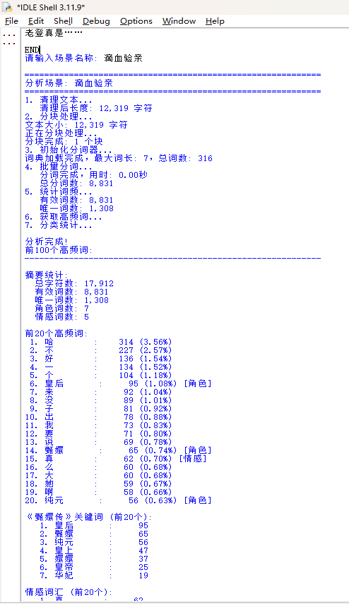 *IDLE Shell 3.11.9*
File Edit Shell Debug Options Window Help
... 老登真是……
...
END
请输入场景名称: 滴血验亲
============================================================
分析场景: 滴血验亲
============================================================
1. 清理文本...
清理后长度: 12,319 字符
2. 分块处理...
文本大小: 12,319 字符
正在分块处理...
分块完成: 1 个块
3. 初始化分词器...
词典加载完成，最大词长: 7，总词数: 316
4. 批量分词...
分词完成，用时: 0.00秒
总分词数: 8,831
5. 统计词频...
有效词数: 8,831
唯一词数: 1,308
6. 获取高频词...
7. 分类统计...
分析完成!
前100个高频词:
------------------------------------------------------------
摘要统计:
总字符数: 17,912
有效词数: 8,831
唯一词数: 1,308
角色词数: 7
情感词数: 5
前20个高频词:
1. 哈 : 314 (3.56%)
2. 不 : 227 (2.57%)
3. 好 : 136 (1.54%)
4. 一 : 134 (1.52%)
5. 个 : 104 (1.18%)
6. 皇后 : 95 (1.08%) [角色]
7. 来 : 92 (1.04%)
8. 没 : 89 (1.01%)
9. 子 : 81 (0.92%)
10. 出 : 78 (0.88%)
11. 我 : 73 (0.83%)
12. 要 : 71 (0.80%)
13. 说 : 69 (0.78%)
14. 甄嬛 : 65 (0.74%) [角色]
15. 真 : 62 (0.70%) [情感]
16. 么 : 60 (0.68%)
17. 大 : 60 (0.68%)
18. 她 : 59 (0.67%)
19. 啊 : 58 (0.66%)
20. 纯元 : 56 (0.63%) [角色]
《甄嬛传》关键词 (前20个):
1. 皇后 : 95
2. 甄嬛 : 65
3. 纯元 : 56
4. 皇上 : 47
5. 嬛嬛 : 37
6. 皇帝 : 25
7. 华妃 : 19
情感词汇 (前20个):
1. 真 : 62